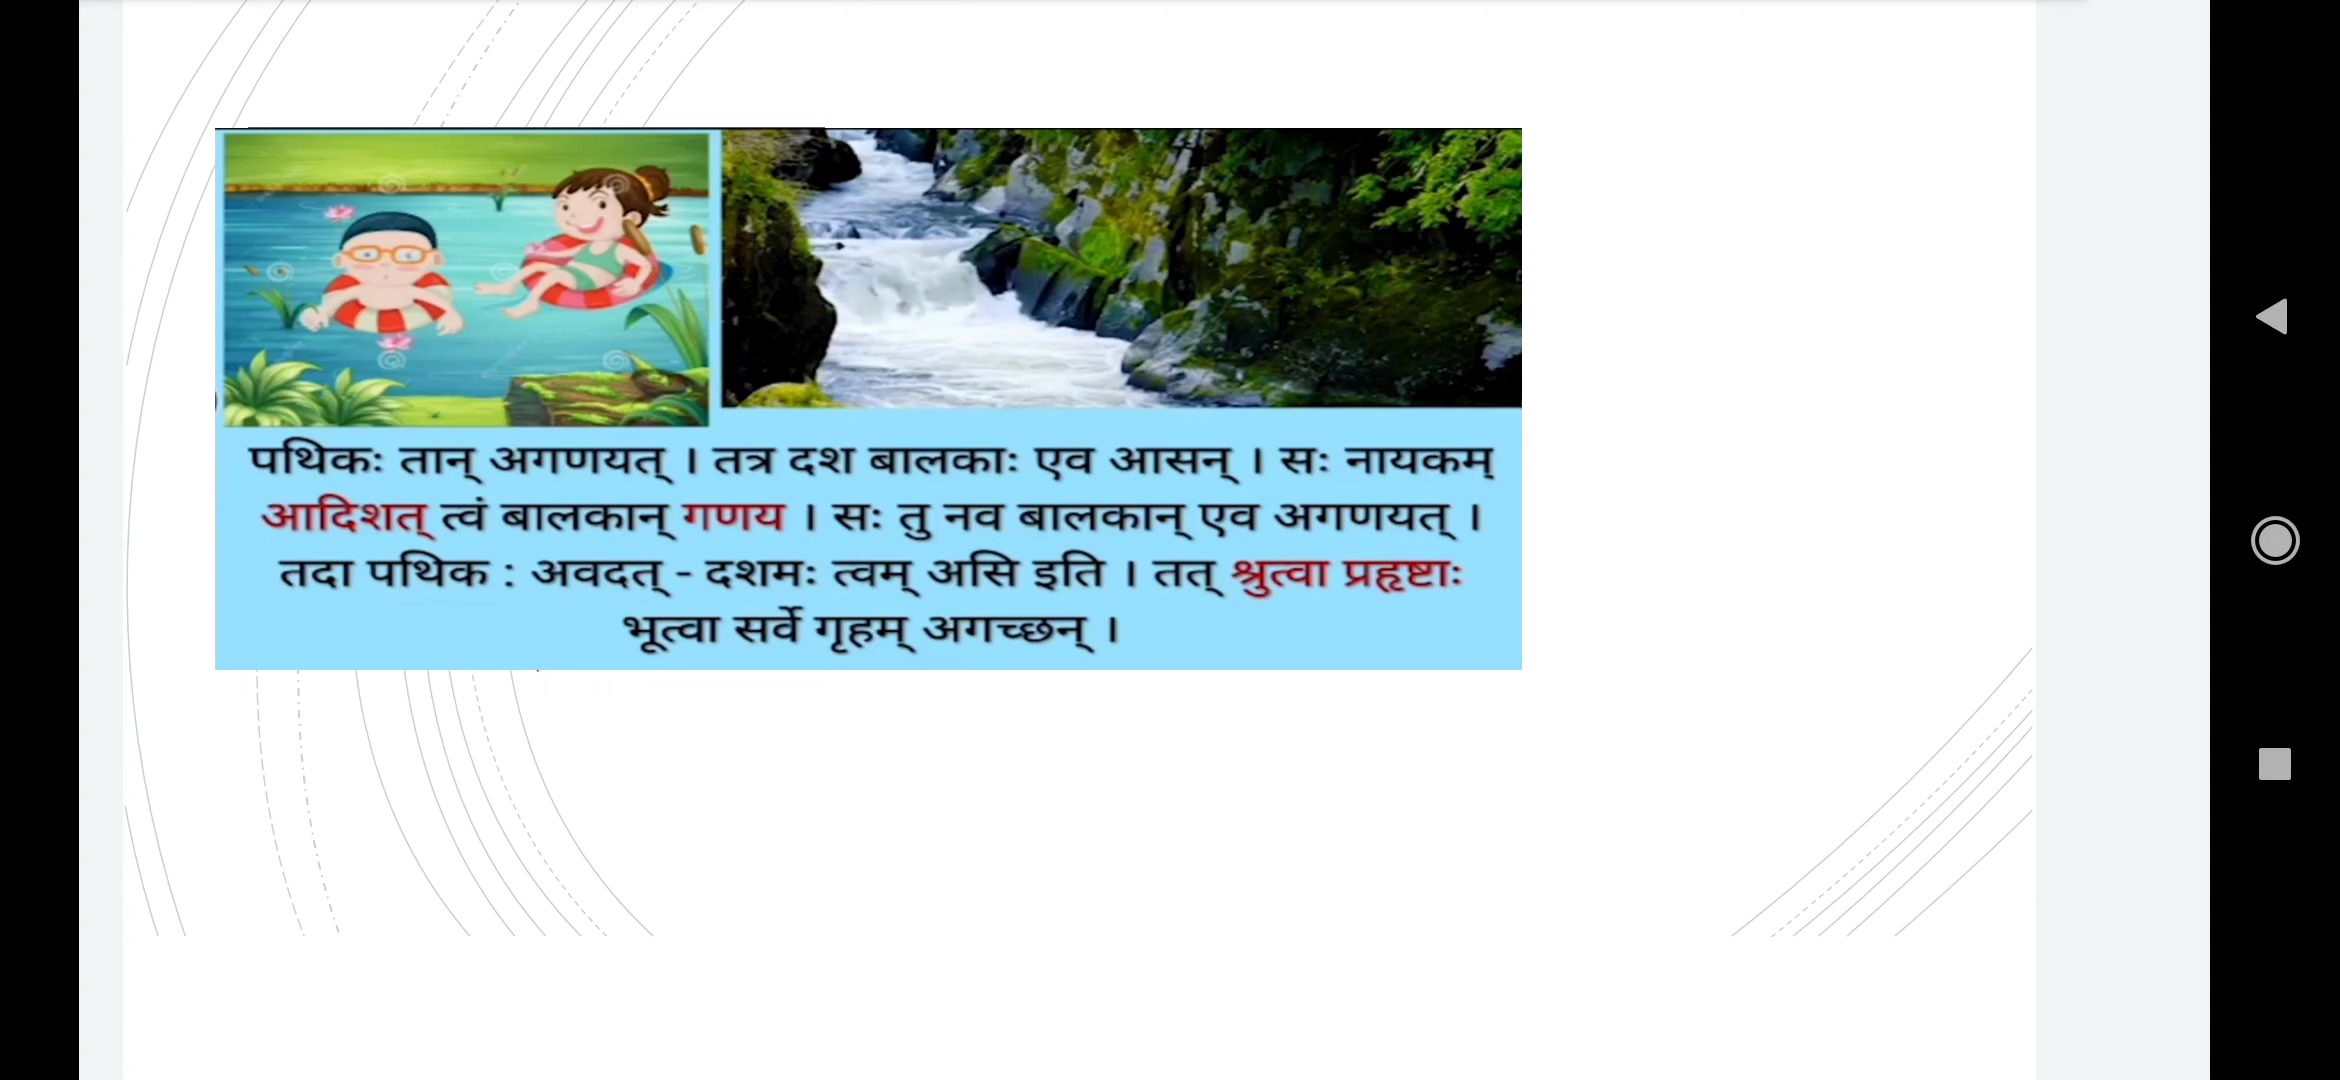 पथिकः तान् अगणयत् । तत्र दश बालकाः एव आसन् । सः नायकम्
आदिशत् त्वं बालकान् गणय । सः तु नव बालकान् एव अगणयत् ।
तदा पथिक : अवदत् - दशमः त्वम् असि इति । तत् श्रुत्वा प्रहृष्टाः
भूत्वा सर्वे गृहम् अगच्छन् ।